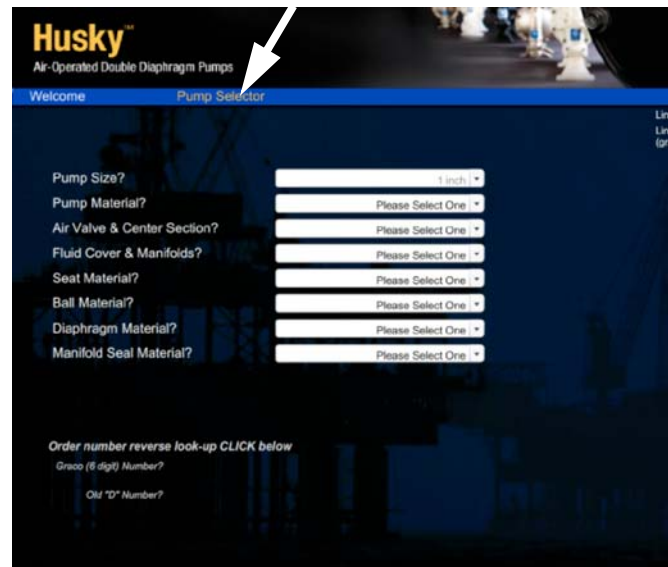 Husky™
Air-Operated Double Diaphragm Pumps
Welcome Pump Selector
Lin
Lin
(gr
Pump Size? 1 inch
Pump Material? Please Select One
Air Valve & Center Section? Please Select One
Fluid Cover & Manifolds? Please Select One
Seat Material? Please Select One
Ball Material? Please Select One
Diaphragm Material? Please Select One
Manifold Seal Material? Please Select One
Order number reverse look-up CLICK below
Graco (6 digit) Number?
Old "D" Number?